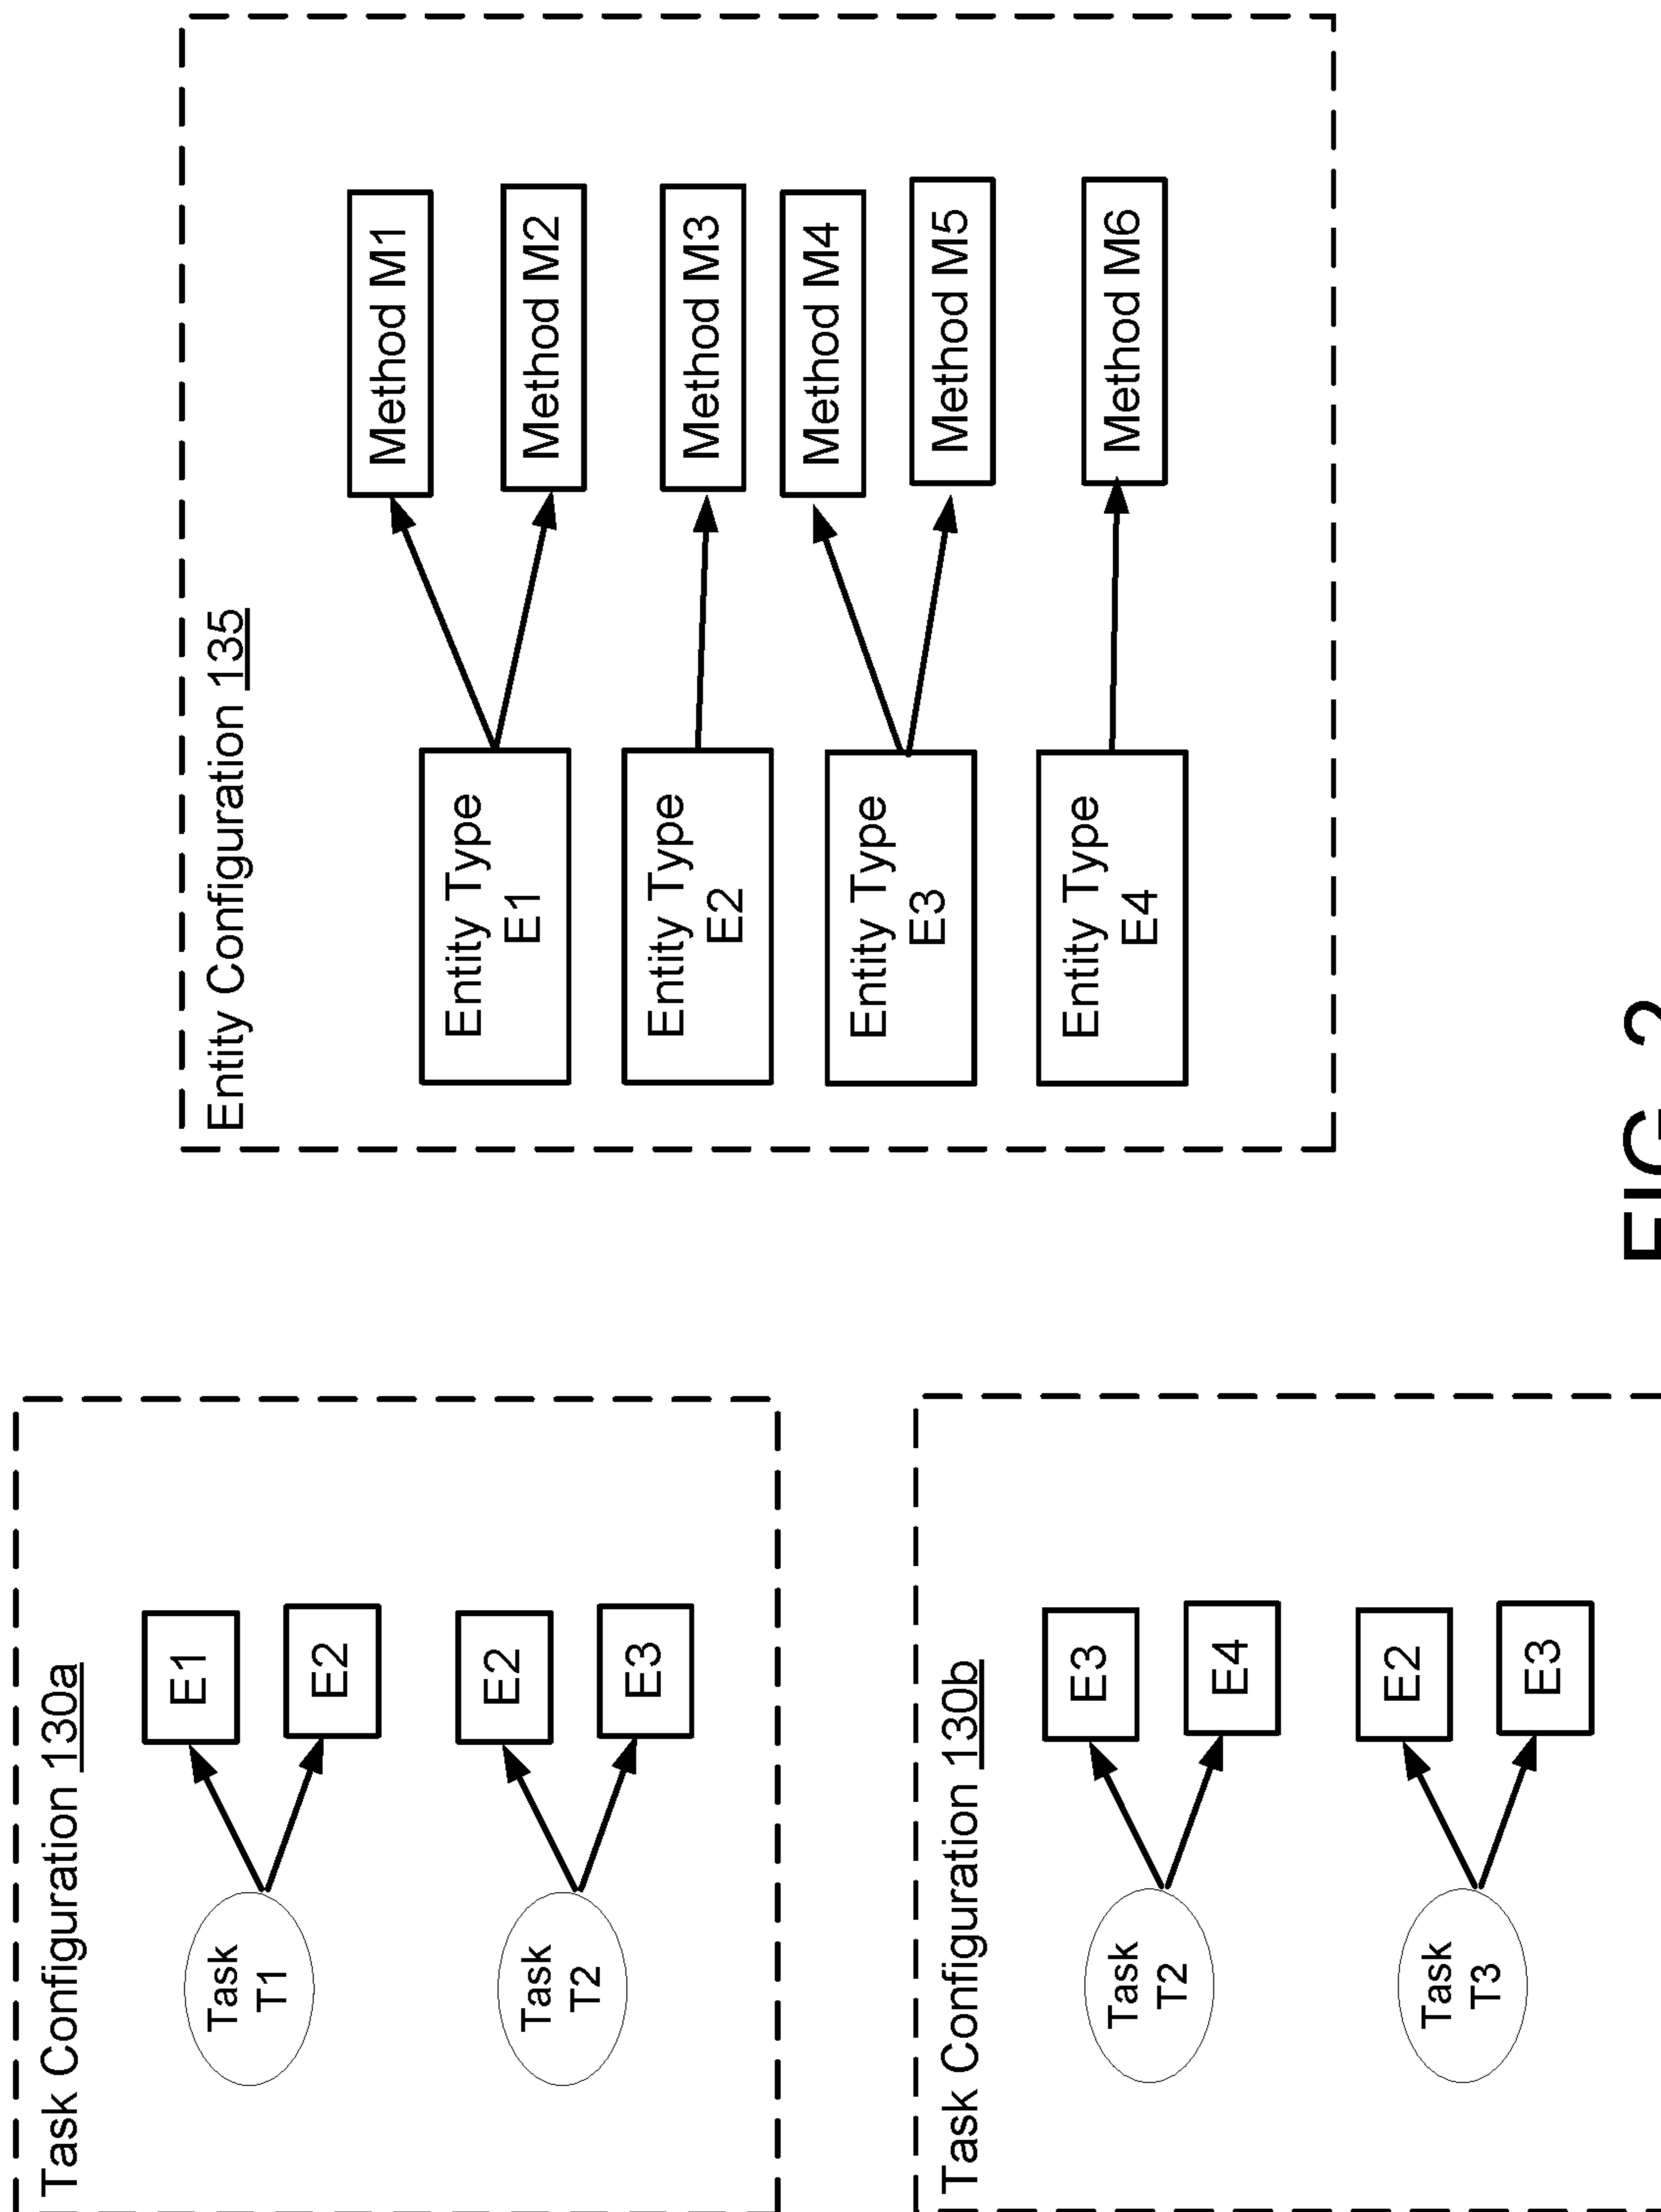 Task Configuration 130a
Task
T1
E1
E2
Task
T2
E2
E3
Task Configuration 130b
Task
T2
E3
E4
Task
T3
E2
E3
Entity Configuration 135
Entity Type
E1
Method M1
Method M2
Entity Type
E2
Method M3
Entity Type
E3
Method M4
Method M5
Entity Type
E4
Method M6
FIG. 2